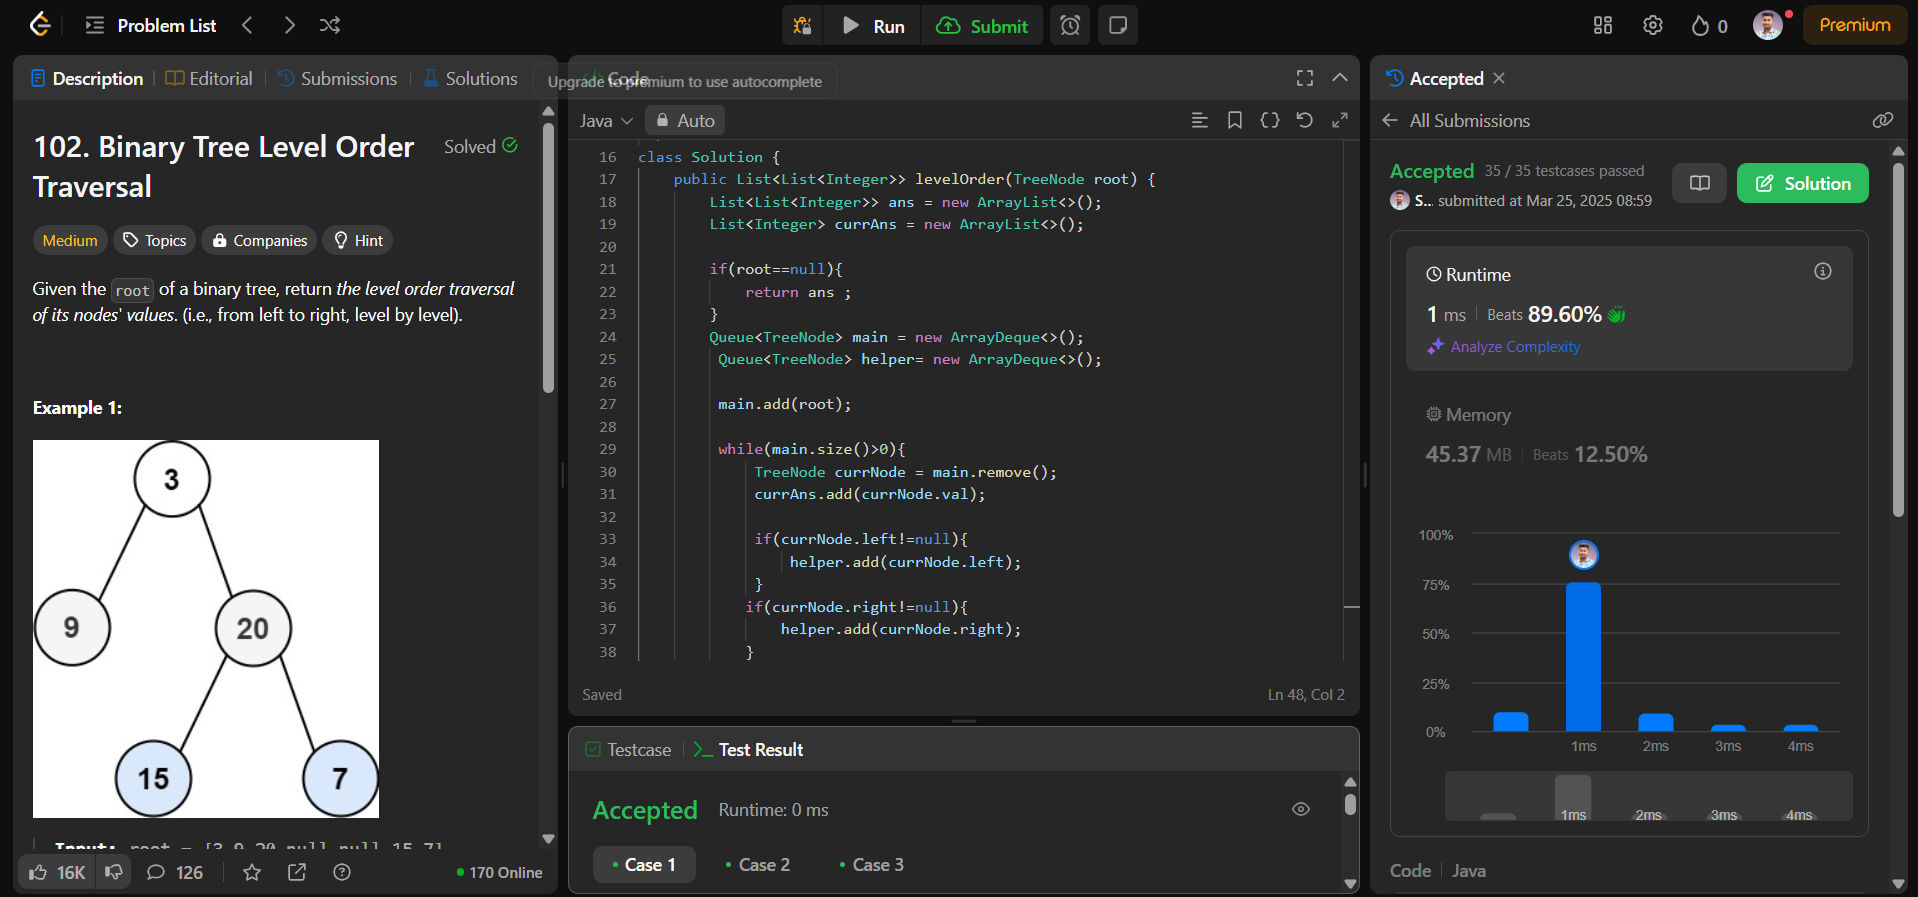 Problem List
Run
Submit
0
Premium
Description
Editorial
Submissions
Solutions
102. Binary Tree Level Order
Traversal
Solved
Medium
Topics
Companies
Hint
Given the root of a binary tree, return the level order traversal
of its nodes' values. (i.e., from left to right, level by level).
Example 1:
3
9
20
15
7
Input: root = [3,9,20,null,null,15,7]
16K
126
170 Online
Code
Upgrade to premium to use autocomplete
Java
Auto
16 class Solution {
17 public List<List<Integer>> levelOrder(TreeNode root) {
18 List<List<Integer>> ans = new ArrayList<>();
19 List<Integer> currAns = new ArrayList<>();
20
21 if(root==null){
22 return ans ;
23 }
24 Queue<TreeNode> main = new ArrayDeque<>();
25 Queue<TreeNode> helper= new ArrayDeque<>();
26
27 main.add(root);
28
29 while(main.size()>0){
30 TreeNode currNode = main.remove();
31 currAns.add(currNode.val);
32
33 if(currNode.left!=null){
34 helper.add(currNode.left);
35 }
36 if(currNode.right!=null){
37 helper.add(currNode.right);
38 }
Saved
Ln 48, Col 2
Testcase
Test Result
Accepted
Runtime: 0 ms
Case 1
Case 2
Case 3
Accepted
All Submissions
Accepted 35 / 35 testcases passed
S... submitted at Mar 25, 2025 08:59
Solution
Runtime
1 ms
Beats 89.60%
Analyze Complexity
Memory
45.37 MB
Beats 12.50%
100%
75%
50%
25%
0%
1ms
2ms
3ms
4ms
1ms
2ms
3ms
4ms
Code
Java